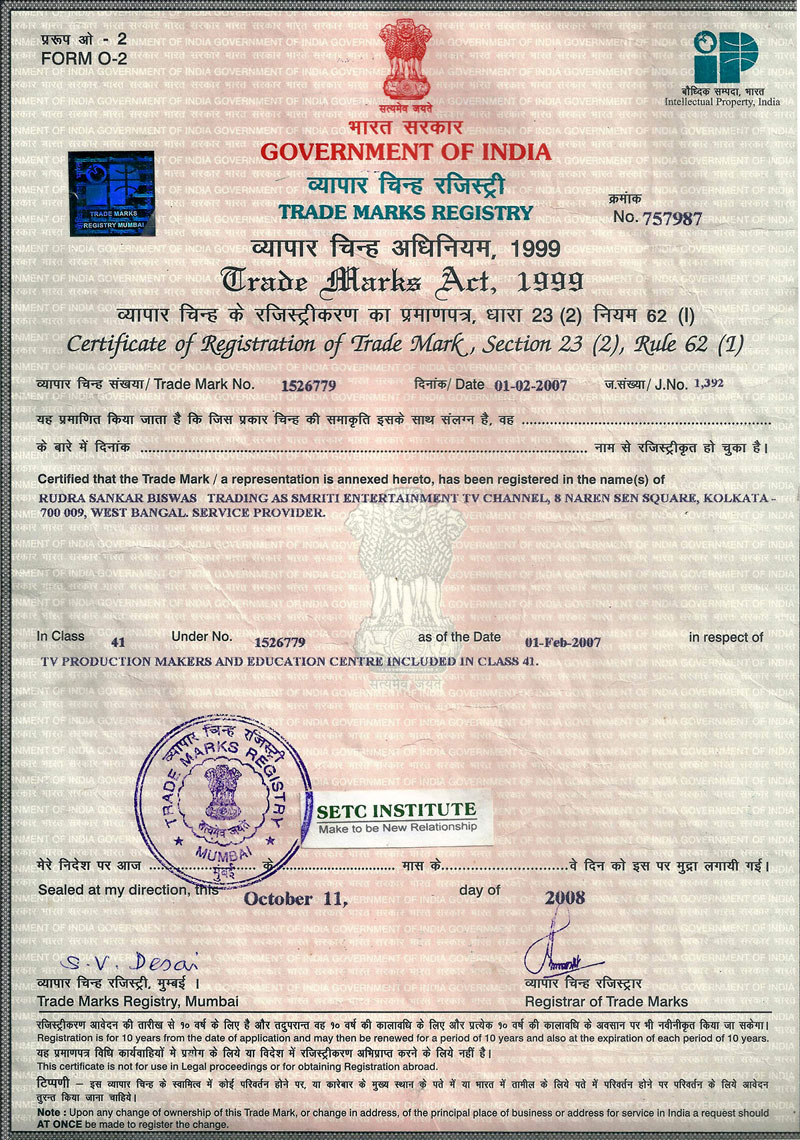 प्ररूप ओ - 2
FORM O-2
सत्यमेव जयते
बौध्दिक सम्पदा, भारत
Intellectual Property, India
भारत सरकार
GOVERNMENT OF INDIA
व्यापार चिन्ह रजिस्ट्री
TRADE MARKS REGISTRY
TRADE MARKS
REGISTRY MUMBAI
क्रमांक
No. 757987
व्यापार चिन्ह अधिनियम, 1999
Trade Marks Act, 1999
व्यापार चिन्ह के रजिस्ट्रीकरण का प्रमाणपत्र, धारा 23 (2) नियम 62 (I)
Certificate of Registration of Trade Mark, Section 23 (2), Rule 62 (I)
व्यापार चिन्ह संखया/ Trade Mark No. 1526779 दिनांक/ Date 01-02-2007 ज.संख्या/ J.No. 1,392
यह प्रमाणित किया जाता है कि जिस प्रकार चिन्ह की समाकृति इसके साथ संलग्न है, वह
के बारे में दिनांक नाम से रजिस्ट्रीकृत हो चुका है।
Certified that the Trade Mark / a representation is annexed hereto, has been registered in the name(s) of
RUDRA SANKAR BISWAS TRADING AS SMRITI ENTERTAINMENT TV CHANNEL, 8 NAREN SEN SQUARE, KOLKATA -
700 009, WEST BANGAL. SERVICE PROVIDER.
In Class 41 Under No. 1526779 as of the Date 01-Feb-2007 in respect of
TV PRODUCTION MAKERS AND EDUCATION CENTRE INCLUDED IN CLASS 41.
सत्यमेव जयते
व्यापार चिन्ह रजिस्ट्री
TRADE MARKS REGISTRY
सत्यमेव जयते
MUMBAI
मुंबई
SETC INSTITUTE
Make to be New Relationship
मेरे निदेश पर आज के मास के वे दिन को इस पर मुद्रा लगायी गई।
Sealed at my direction, this October 11, day of 2008
S.V. Desai
व्यापार चिन्ह रजिस्ट्री, मुम्बई ।
Trade Marks Registry, Mumbai
व्यापार चिन्ह रजिस्ट्रार
Registrar of Trade Marks
रजिस्ट्रीकरण आवेदन की तारीख से १० वर्ष के लिए है और तदुपरान्त वह १० वर्ष की कालावधि के लिए और प्रत्येक १० वर्ष की कालावधि के अवसान पर भी नवीनीकृत किया जा सकेगा।
Registration is for 10 years from the date of application and may then be renewed for a period of 10 years and also at the expiration of each period of 10 years.
यह प्रमाणपत्र विधि कार्यवाहियों मे प्रयोग के लिये या विदेश में रजिस्ट्रीकरण अभिप्राप्त करने के लिये नहीं है।
This certificate is not for use in Legal proceedings or for obtaining Registration abroad.
टिप्पणी – इस व्यापार चिन्ह के स्वामित्व में कोई परिवर्तन होने पर, या कारबार के मुख्य स्थान के पते में या भारत में तामील के लिये पते में परिवर्तन होने पर परिवर्तन के लिये आवेदन
तुरन्त किया जाना चाहिये।
Note : Upon any change of ownership of this Trade Mark, or change in address, of the principal place of business or address for service in India a request should
AT ONCE be made to register the change.